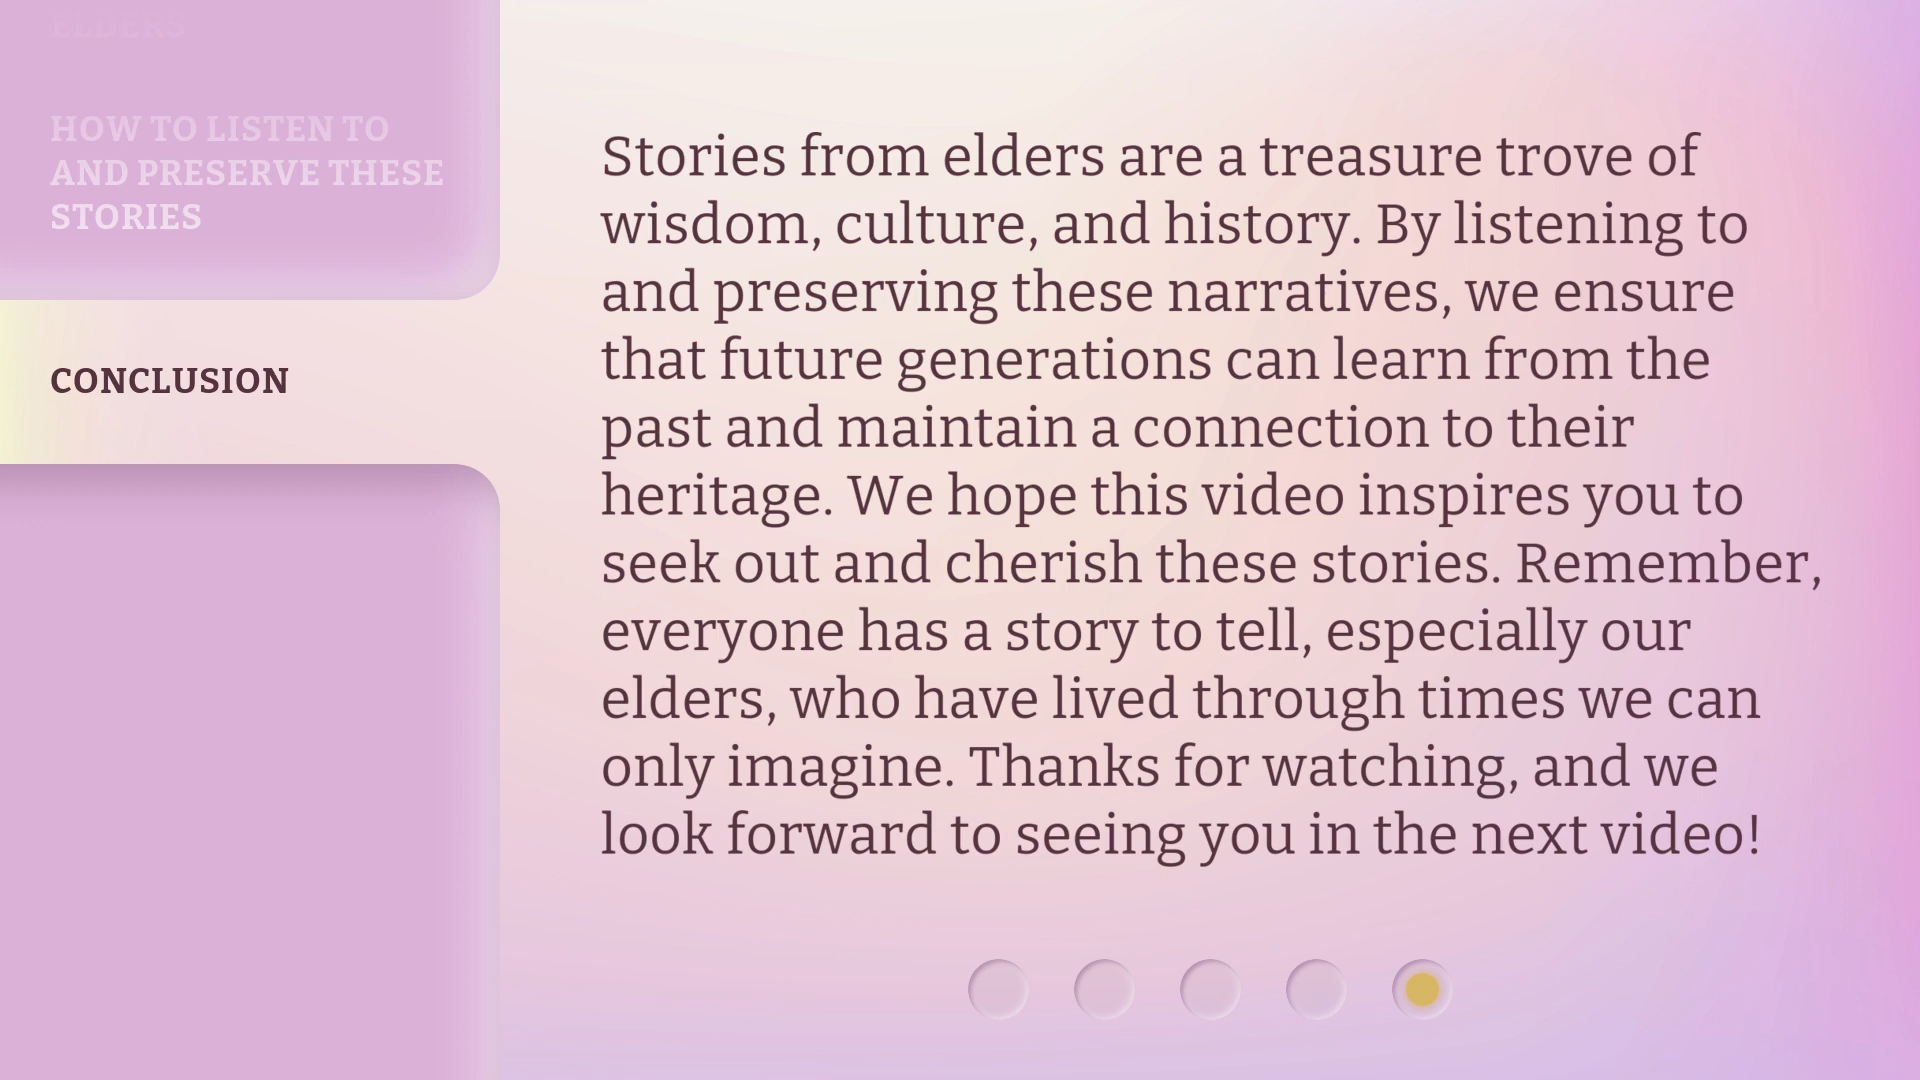 ELDERS
HOW TO LISTEN TO
AND PRESERVE THESE
STORIES
CONCLUSION
Stories from elders are a treasure trove of
wisdom, culture, and history. By listening to
and preserving these narratives, we ensure
that future generations can learn from the
past and maintain a connection to their
heritage. We hope this video inspires you to
seek out and cherish these stories. Remember,
everyone has a story to tell, especially our
elders, who have lived through times we can
only imagine. Thanks for watching, and we
look forward to seeing you in the next video!